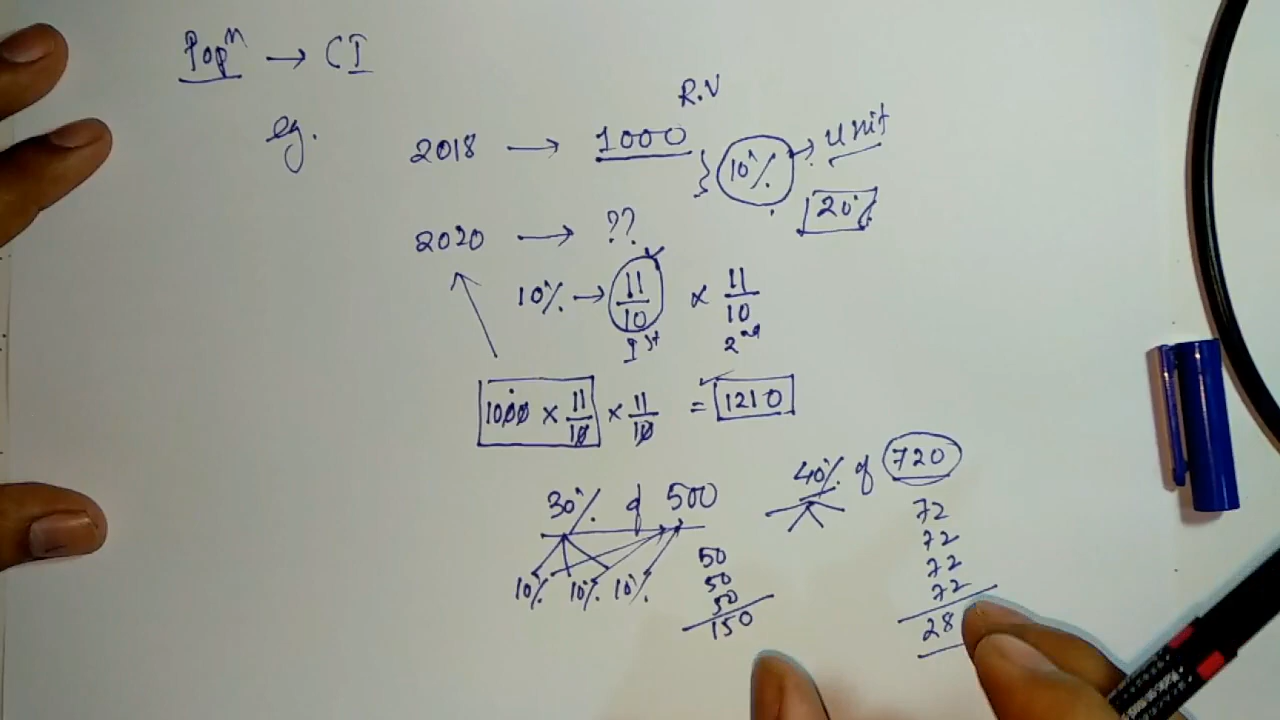 Popⁿ → CI
R.V
eg. 2018 → 1000 } 10% → unit
20%
2020 → ??
10% → 11/10 × 11/10
1st 2nd
1000 × 11/10 × 11/10 = 1210
30% of 500
40% of 720
10% 10% 10%
50
50
50
150
72
72
72
72
28